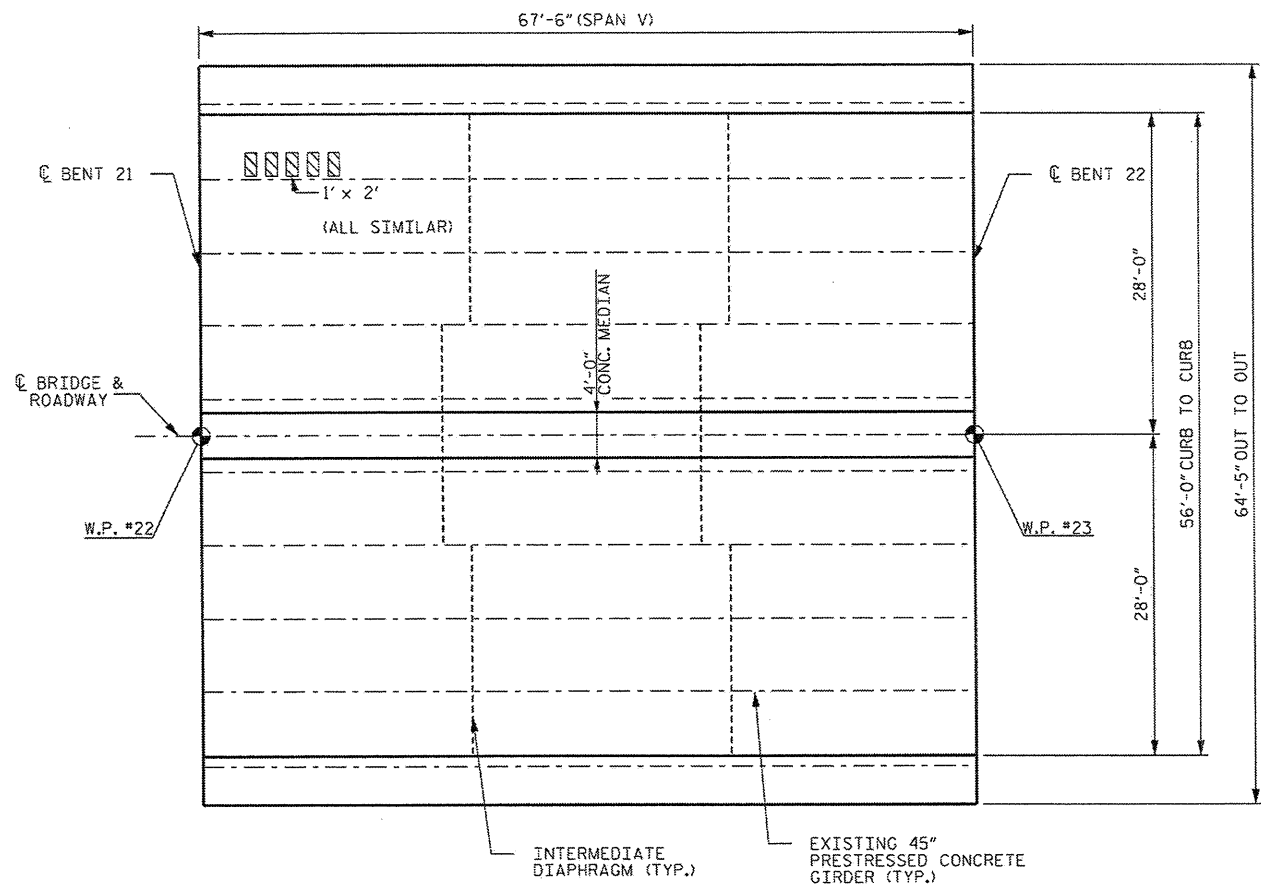 67'-6" (SPAN V)
℄ BENT 21
1' x 2'
(ALL SIMILAR)
℄ BENT 22
28'-0"
4'-0"
CONC. MEDIAN
℄ BRIDGE &
ROADWAY
56'-0" CURB TO CURB
64'-5" OUT TO OUT
W.P. #22
W.P. #23
28'-0"
INTERMEDIATE
DIAPHRAGM (TYP.)
EXISTING 45"
PRESTRESSED CONCRETE
GIRDER (TYP.)